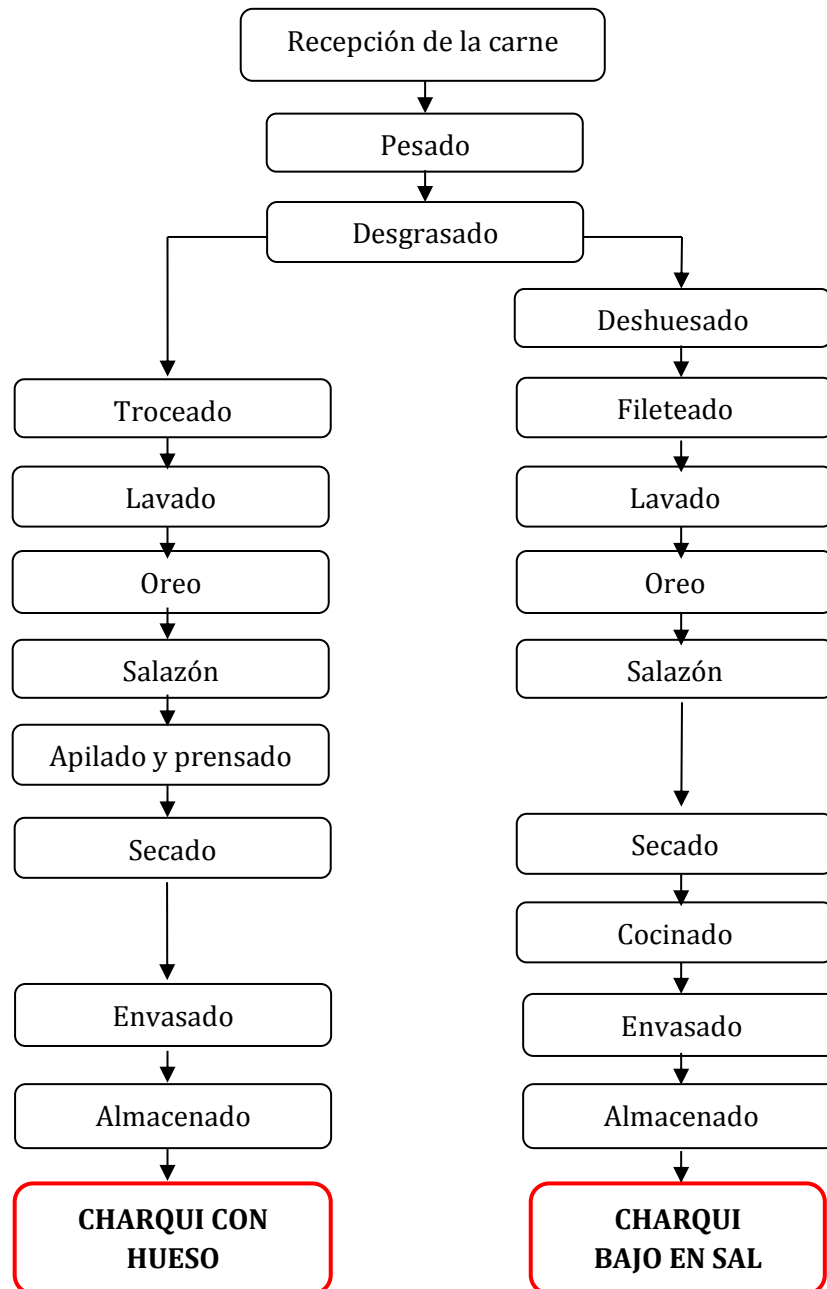 Recepción de la carne
Pesado
Desgrasado
Deshuesado
Troceado
Fileteado
Lavado
Lavado
Oreo
Oreo
Salazón
Salazón
Apilado y prensado
Secado
Secado
Cocinado
Envasado
Envasado
Almacenado
Almacenado
CHARQUI CON
HUESO
CHARQUI
BAJO EN SAL